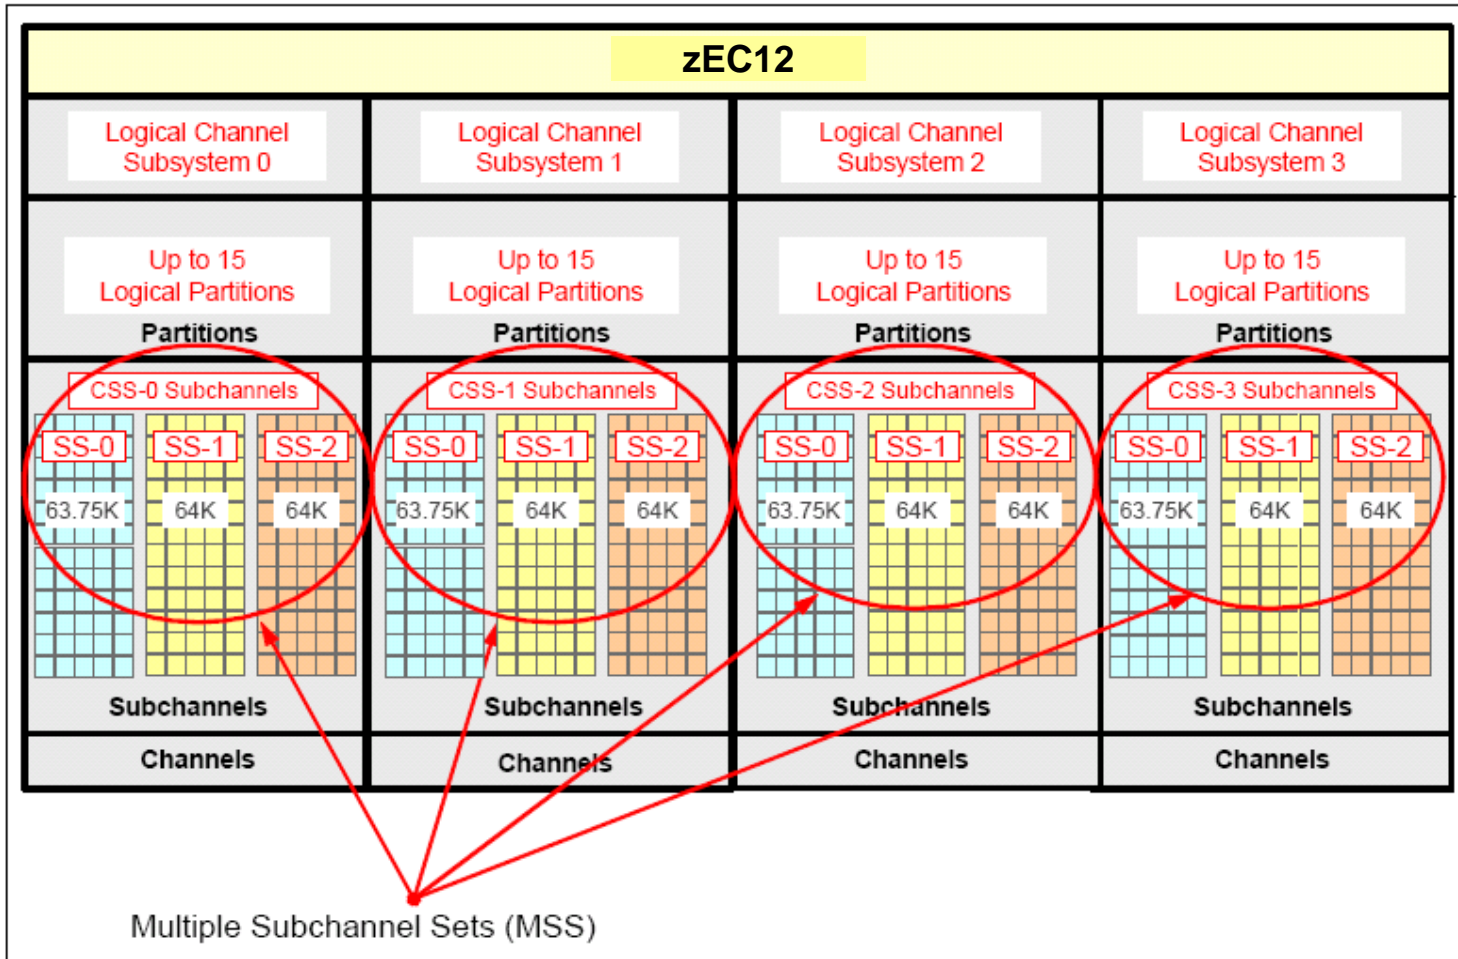 zEC12
Logical Channel
Subsystem 0
Logical Channel
Subsystem 1
Logical Channel
Subsystem 2
Logical Channel
Subsystem 3
Up to 15
Logical Partitions
Partitions
Up to 15
Logical Partitions
Partitions
Up to 15
Logical Partitions
Partitions
Up to 15
Logical Partitions
Partitions
CSS-0 Subchannels
SS-0 SS-1 SS-2
63.75K 64K 64K
Subchannels
CSS-1 Subchannels
SS-0 SS-1 SS-2
63.75K 64K 64K
Subchannels
CSS-2 Subchannels
SS-0 SS-1 SS-2
63.75K 64K 64K
Subchannels
CSS-3 Subchannels
SS-0 SS-1 SS-2
63.75K 64K 64K
Subchannels
Channels
Channels
Channels
Channels
Multiple Subchannel Sets (MSS)